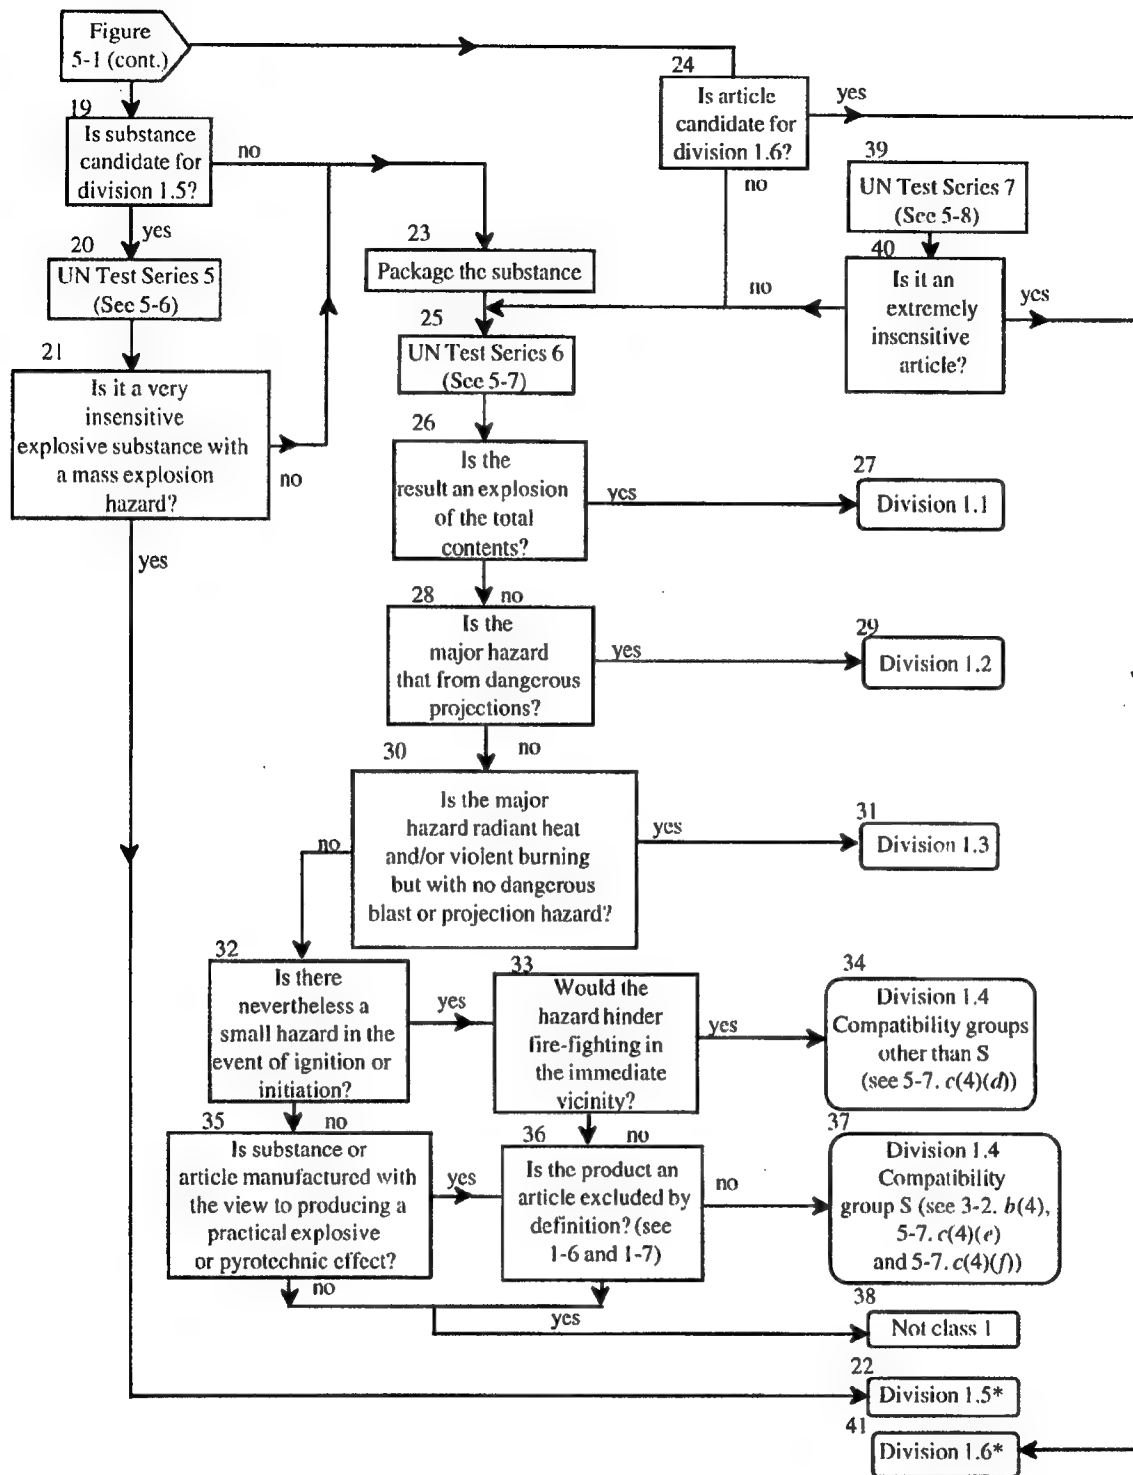 Figure
5-1 (cont.)
24
Is article
candidate for
division 1.6?
yes
no
19
Is substance
candidate for
division 1.5?
no
yes
39
UN Test Series 7
(See 5-8)
20
UN Test Series 5
(See 5-6)
23
Package the substance
40
Is it an
extremely
insensitive
article?
no
yes
25
UN Test Series 6
(See 5-7)
21
Is it a very
insensitive
explosive substance with
a mass explosion
hazard?
no
yes
26
Is the
result an explosion
of the total
contents?
yes
no
27
Division 1.1
28
Is the
major hazard
that from dangerous
projections?
yes
no
29
Division 1.2
30
Is the major
hazard radiant heat
and/or violent burning
but with no dangerous
blast or projection hazard?
yes
no
31
Division 1.3
32
Is there
nevertheless a
small hazard in the
event of ignition or
initiation?
yes
no
33
Would the
hazard hinder
fire-fighting in
the immediate
vicinity?
yes
no
34
Division 1.4
Compatibility groups
other than S
(see 5-7. c(4)(d))
35
Is substance or
article manufactured with
the view to producing a
practical explosive
or pyrotechnic effect?
yes
no
36
Is the product an
article excluded by
definition? (see
1-6 and 1-7)
no
yes
37
Division 1.4
Compatibility
group S (see 3-2. b(4),
5-7. c(4)(e)
and 5-7. c(4)(f))
38
Not class 1
22
Division 1.5*
41
Division 1.6*